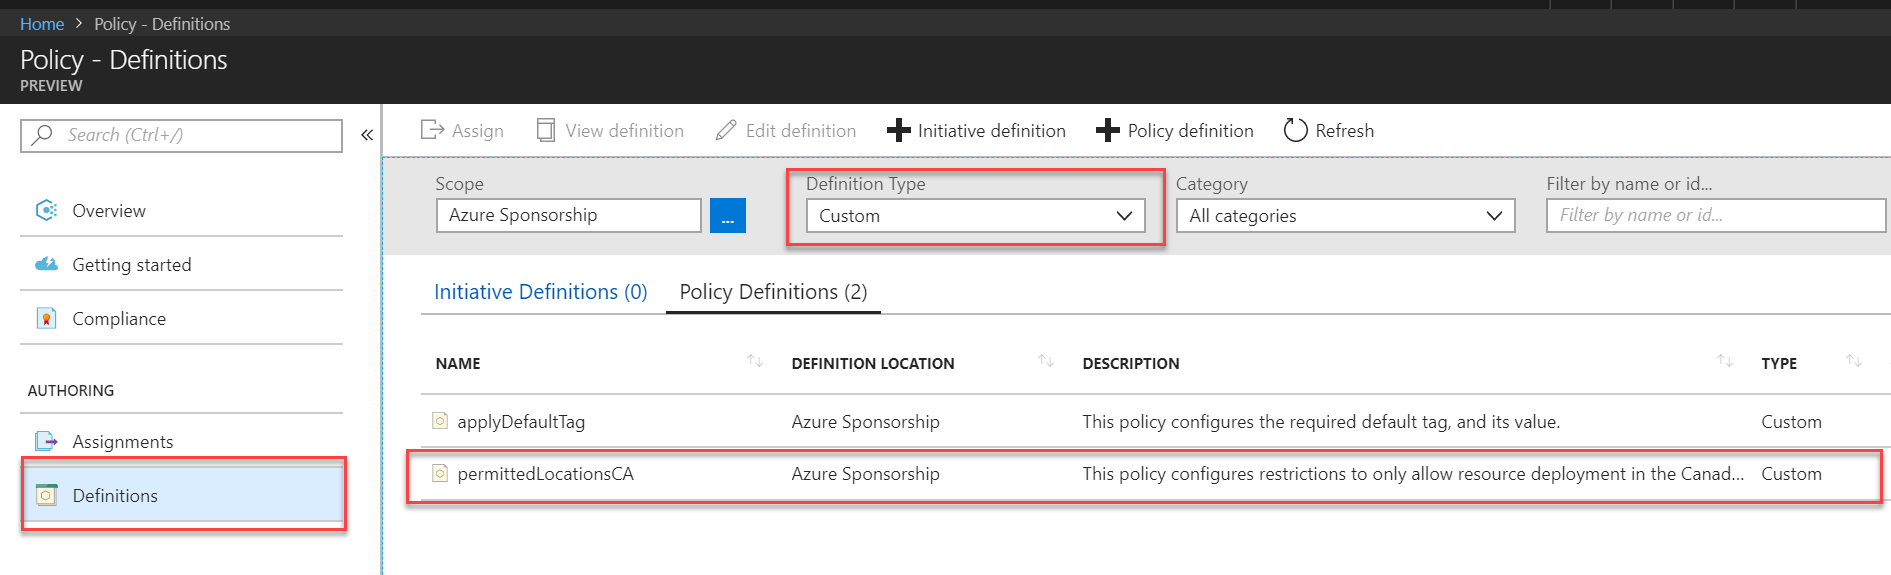 Home > Policy - Definitions
Policy - Definitions
PREVIEW
Search (Ctrl+/)
«
Overview
Getting started
Compliance
AUTHORING
Assignments
Definitions
Assign View definition Edit definition Initiative definition Policy definition Refresh
Scope Definition Type Category Filter by name or id...
Azure Sponsorship ... Custom All categories Filter by name or id...
Initiative Definitions (0) Policy Definitions (2)
NAME DEFINITION LOCATION DESCRIPTION TYPE
applyDefaultTag Azure Sponsorship This policy configures the required default tag, and its value. Custom
permittedLocationsCA Azure Sponsorship This policy configures restrictions to only allow resource deployment in the Canad... Custom